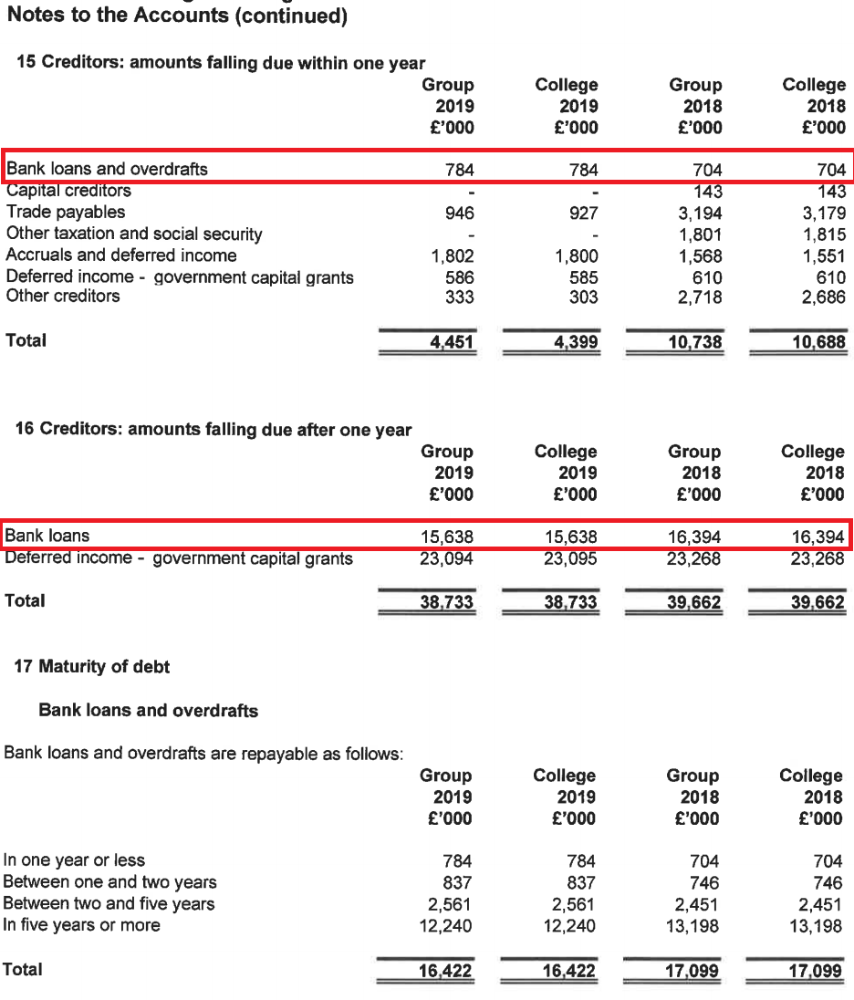 Notes to the Accounts (continued)
15 Creditors: amounts falling due within one year
Group College Group College
2019 2019 2018 2018
£'000 £'000 £'000 £'000
Bank loans and overdrafts 784 784 704 704
Capital creditors - - 143 143
Trade payables 946 927 3,194 3,179
Other taxation and social security - - 1,801 1,815
Accruals and deferred income 1,802 1,800 1,568 1,551
Deferred income - government capital grants 586 585 610 610
Other creditors 333 303 2,718 2,686
Total 4,451 4,399 10,738 10,688
16 Creditors: amounts falling due after one year
Group College Group College
2019 2019 2018 2018
£'000 £'000 £'000 £'000
Bank loans 15,638 15,638 16,394 16,394
Deferred income - government capital grants 23,094 23,095 23,268 23,268
Total 38,733 38,733 39,662 39,662
17 Maturity of debt
Bank loans and overdrafts
Bank loans and overdrafts are repayable as follows:
Group College Group College
2019 2019 2018 2018
£'000 £'000 £'000 £'000
In one year or less 784 784 704 704
Between one and two years 837 837 746 746
Between two and five years 2,561 2,561 2,451 2,451
In five years or more 12,240 12,240 13,198 13,198
Total 16,422 16,422 17,099 17,099